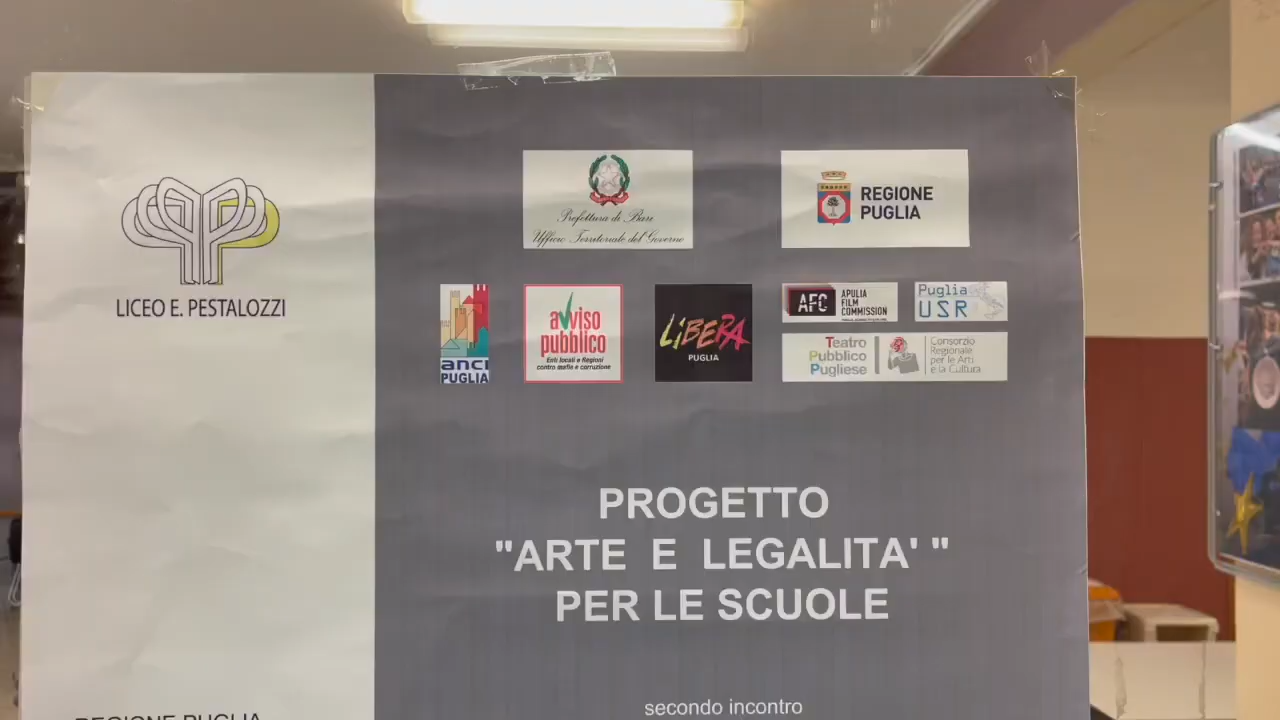 LICEO E. PESTALOZZI
REGIONE PUGLIA
Prefettura di Bari
Ufficio Territoriale del Governo
REGIONE
PUGLIA
anci
PUGLIA
avviso
pubblico
Enti locali e Regioni
contro mafie e corruzione
LIBERA
PUGLIA
AFC
APULIA
FILM
COMMISSION
Puglia
USR
Teatro
Pubblico
Pugliese
Consorzio
Regionale
per le Arti
e la Cultura
PROGETTO
"ARTE E LEGALITA' "
PER LE SCUOLE
secondo incontro